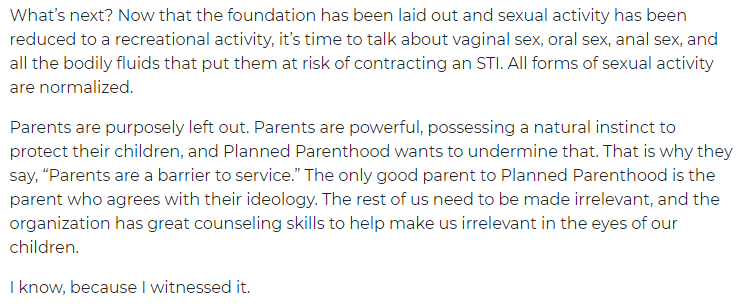 What's next? Now that the foundation has been laid out and sexual activity has been
reduced to a recreational activity, it's time to talk about vaginal sex, oral sex, anal sex, and
all the bodily fluids that put them at risk of contracting an STI. All forms of sexual activity
are normalized.
Parents are purposely left out. Parents are powerful, possessing a natural instinct to
protect their children, and Planned Parenthood wants to undermine that. That is why they
say, “Parents are a barrier to service.” The only good parent to Planned Parenthood is the
parent who agrees with their ideology. The rest of us need to be made irrelevant, and the
organization has great counseling skills to help make us irrelevant in the eyes of our
children.
I know, because I witnessed it.